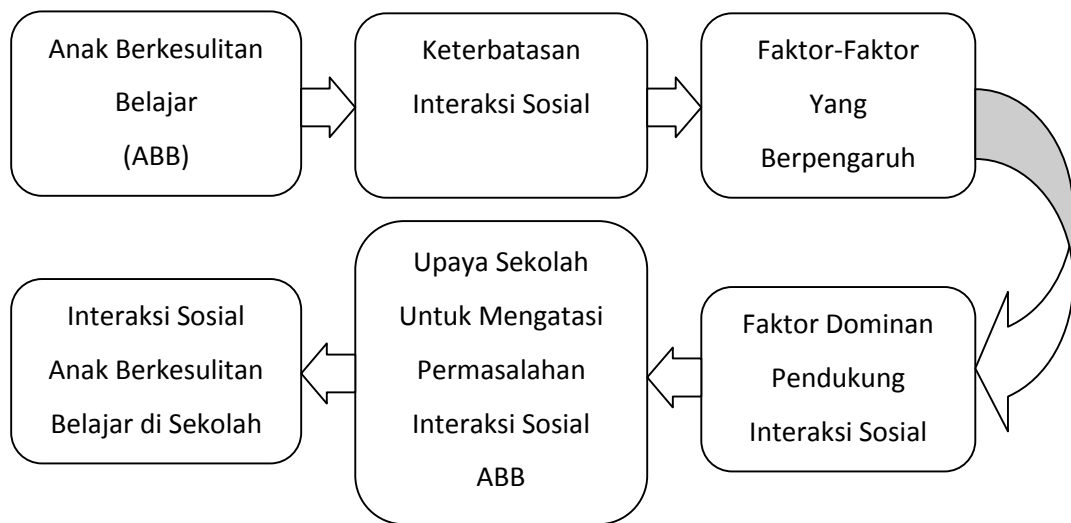 Anak Berkesulitan
Belajar
(ABB)
Keterbatasan
Interaksi Sosial
Faktor-Faktor
Yang
Berpengaruh
Faktor Dominan
Pendukung
Interaksi Sosial
Upaya Sekolah
Untuk Mengatasi
Permasalahan
Interaksi Sosial
ABB
Interaksi Sosial
Anak Berkesulitan
Belajar di Sekolah